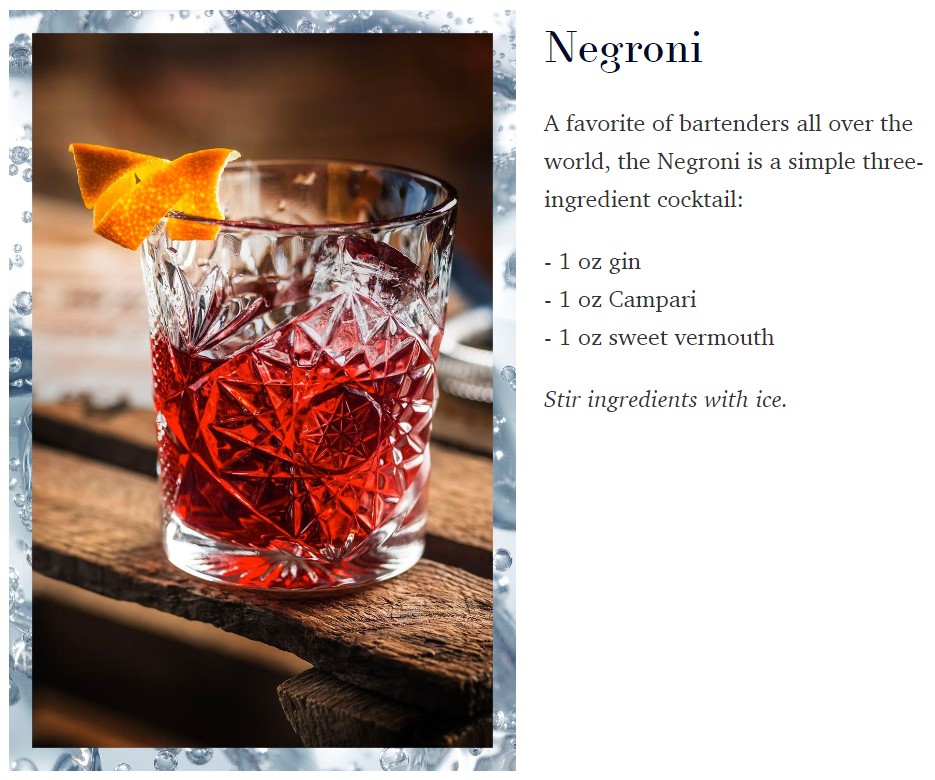 Negroni
A favorite of bartenders all over the
world, the Negroni is a simple three-
ingredient cocktail:
- 1 oz gin
- 1 oz Campari
- 1 oz sweet vermouth
Stir ingredients with ice.